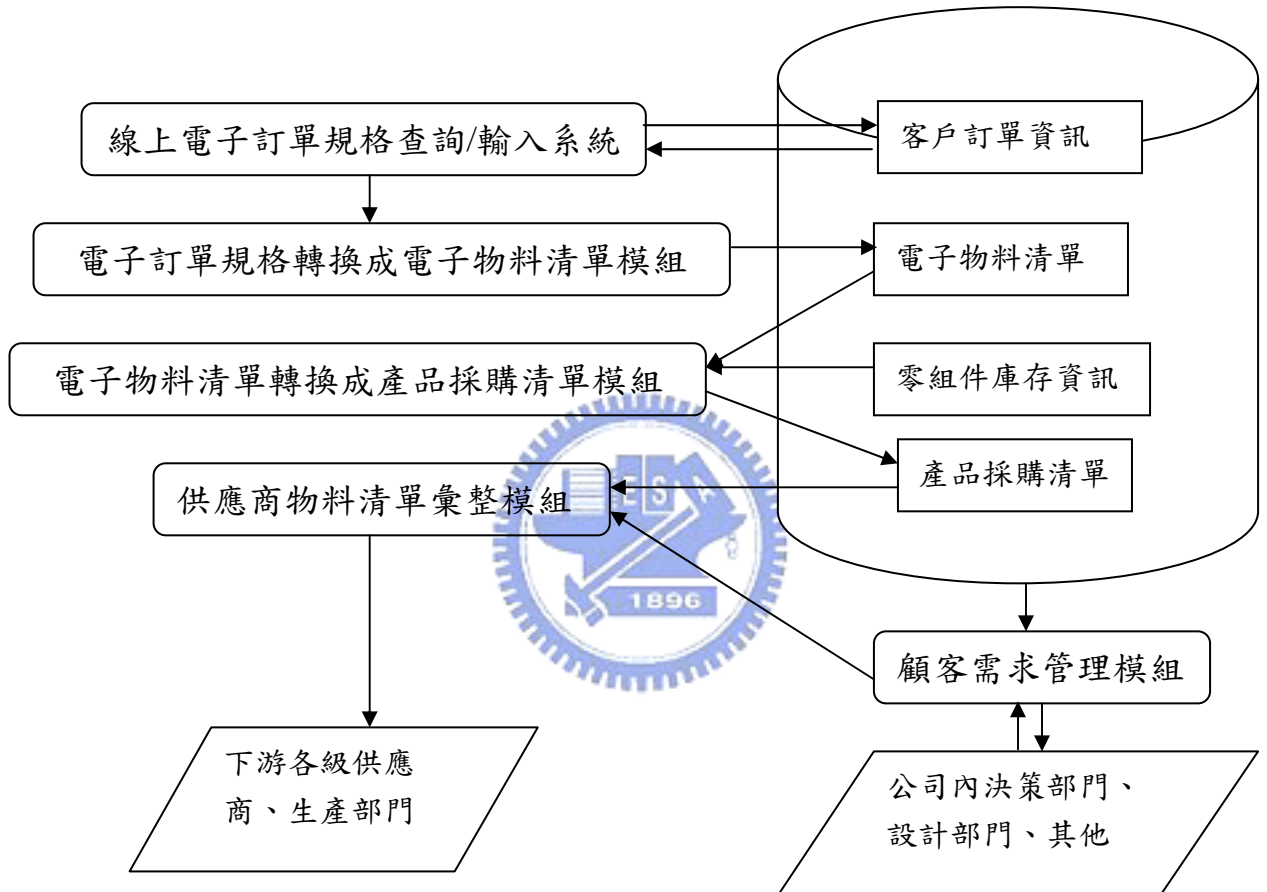 線上電子訂單規格查詢/輸入系統
客戶訂單資訊
電子訂單規格轉換成電子物料清單模組
電子物料清單
電子物料清單轉換成產品採購清單模組
零組件庫存資訊
產品採購清單
供應商物料清單彙整模組
ES
1896
顧客需求管理模組
下游各級供應
商、生產部門
公司內決策部門、
設計部門、其他